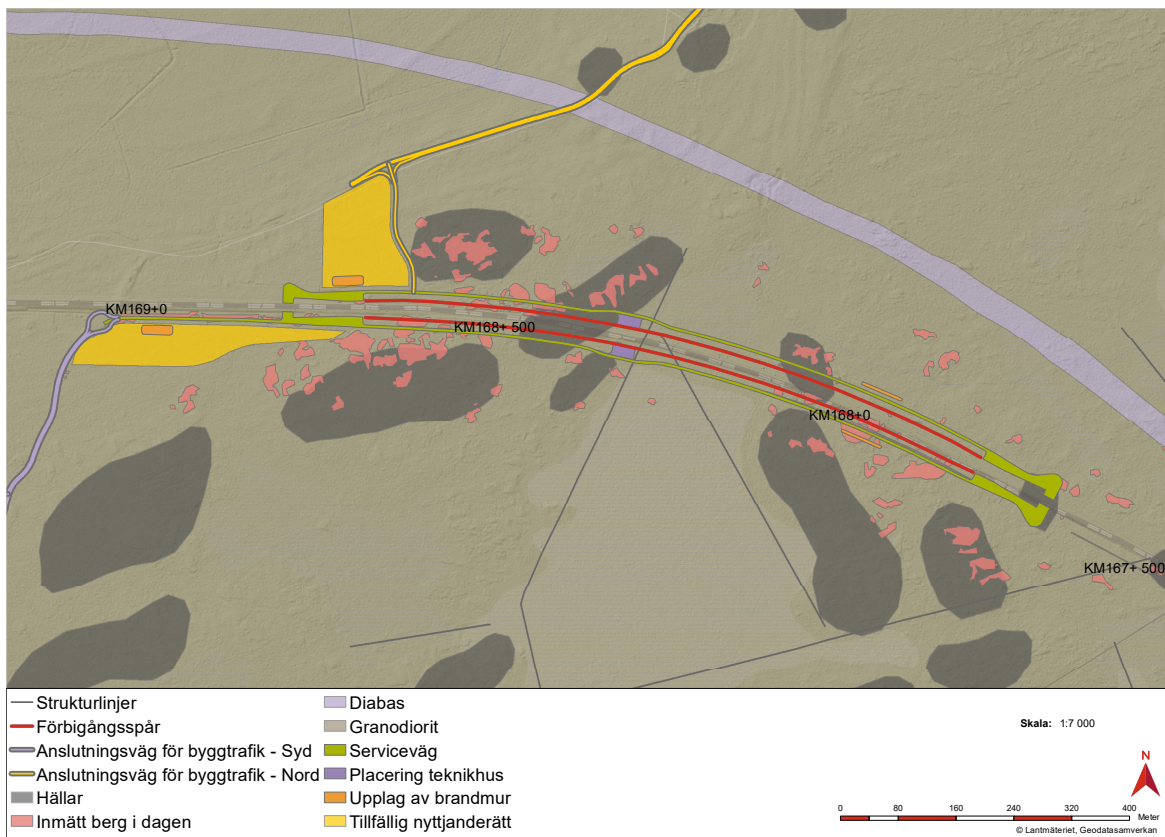 KM169+0
KM168+ 500
KM168+0
KM167+ 500
Strukturlinjer
Förbigångsspår
Anslutningsväg för byggtrafik - Syd
Anslutningsväg för byggtrafik - Nord
Hällar
Inmätt berg i dagen
Diabas
Granodiorit
Serviceväg
Placering teknikhus
Upplag av brandmur
Tillfällig nyttjanderätt
Skala: 1:7 000
N
0 80 160 240 320 400
Meter
© Lantmäteriet, Geodatasamverkan